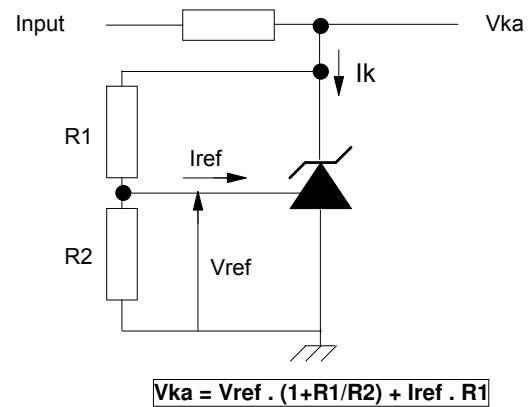 Input
Vka
Ik
R1
Iref
R2
Vref
Vka = Vref . (1+R1/R2) + Iref . R1